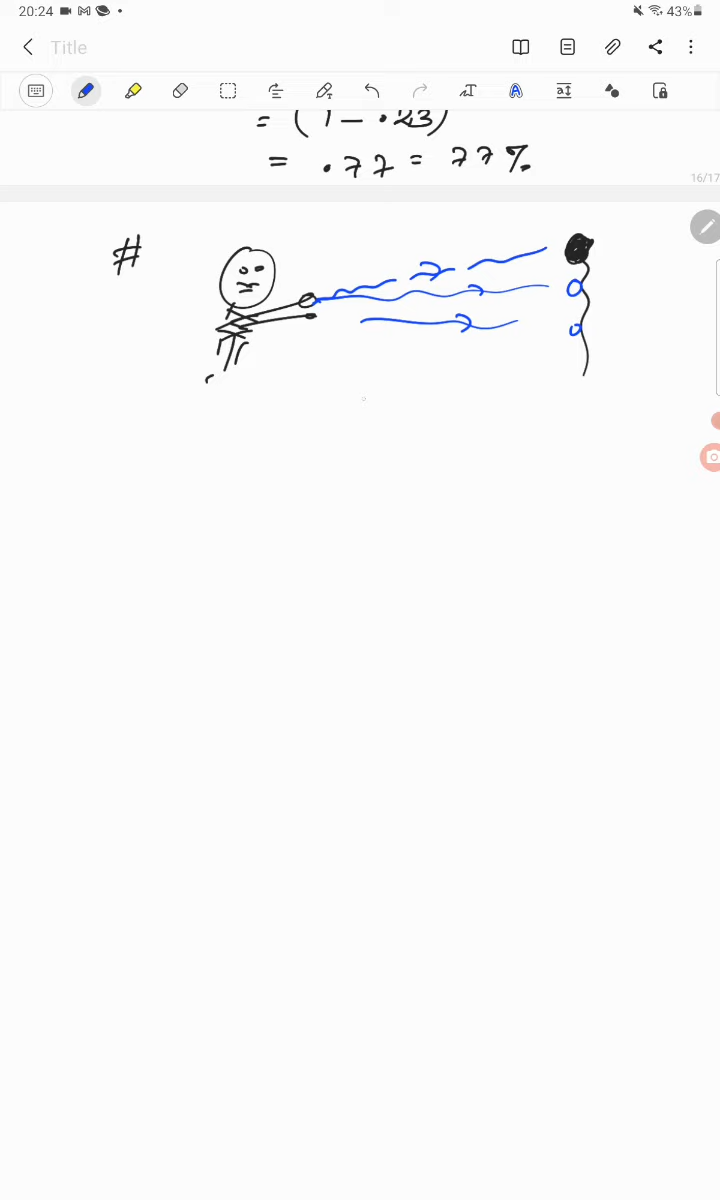 20:24 43%
Title
= (1 - .23)
= .77 = 77%
16/17
#